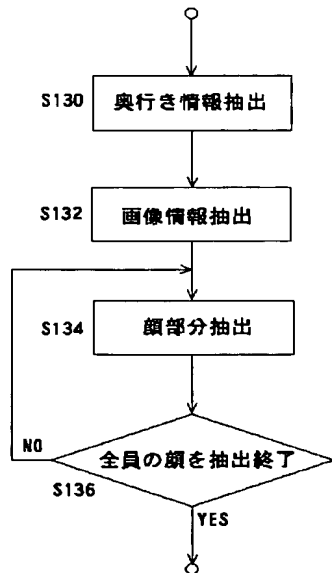 S130 奥行き情報抽出
S132 画像情報抽出
S134 顔部分抽出
NO
全員の顔を抽出終了
S136
YES